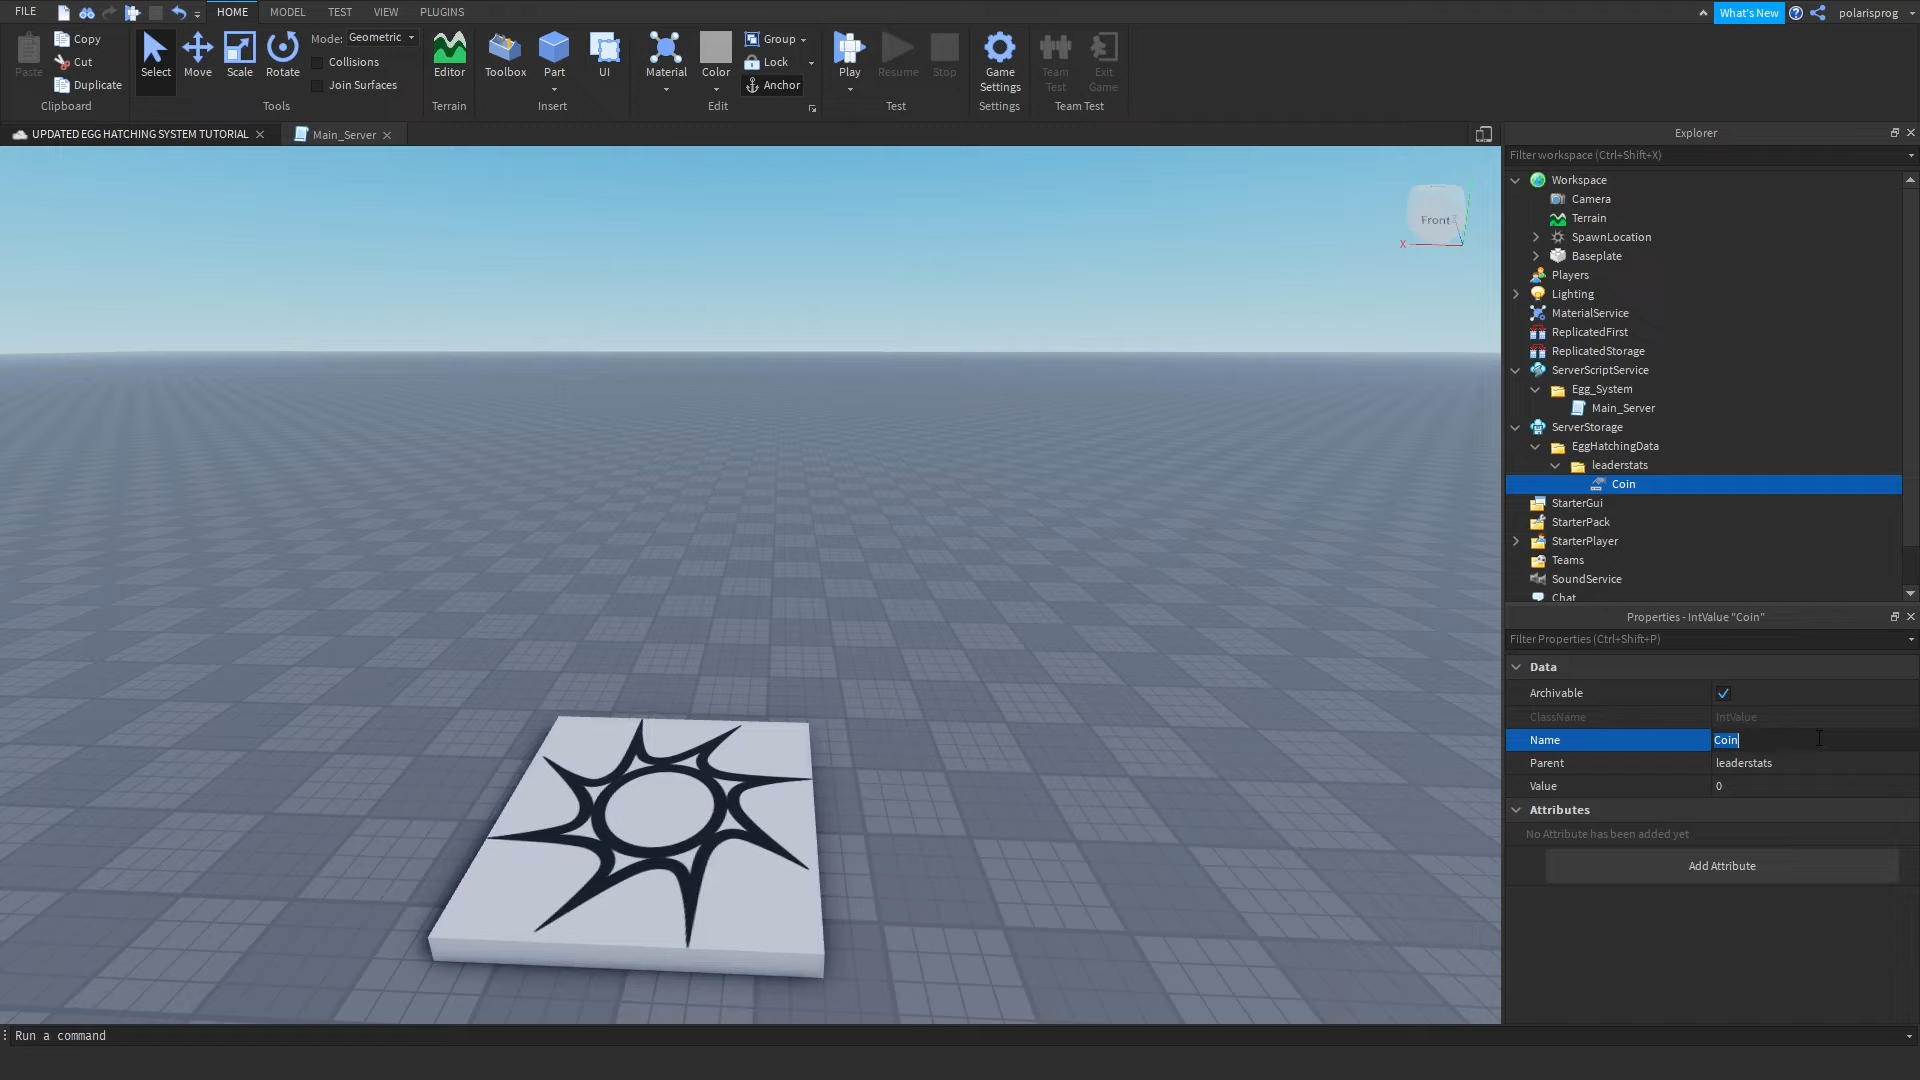 FILE
HOME
MODEL
TEST
VIEW
PLUGINS
What's New
polarisprog
Paste
Copy
Cut
Duplicate
Clipboard
Select
Move
Scale
Rotate
Mode: Geometric
Collisions
Join Surfaces
Tools
Editor
Terrain
Toolbox
Part
UI
Insert
Material
Color
Group
Lock
Anchor
Edit
Play
Resume
Stop
Test
Game Settings
Settings
Team Test
Exit Game
Team Test
UPDATED EGG HATCHING SYSTEM TUTORIAL
Main_Server
Front
X
Explorer
Filter workspace (Ctrl+Shift+X)
Workspace
Camera
Terrain
SpawnLocation
Baseplate
Players
Lighting
MaterialService
ReplicatedFirst
ReplicatedStorage
ServerScriptService
Egg_System
Main_Server
ServerStorage
EggHatchingData
leaderstats
Coin
StarterGui
StarterPack
StarterPlayer
Teams
SoundService
Chat
Properties - IntValue "Coin"
Filter Properties (Ctrl+Shift+P)
Data
Archivable
ClassName IntValue
Name Coin
Parent leaderstats
Value 0
Attributes
No Attribute has been added yet
Add Attribute
Run a command